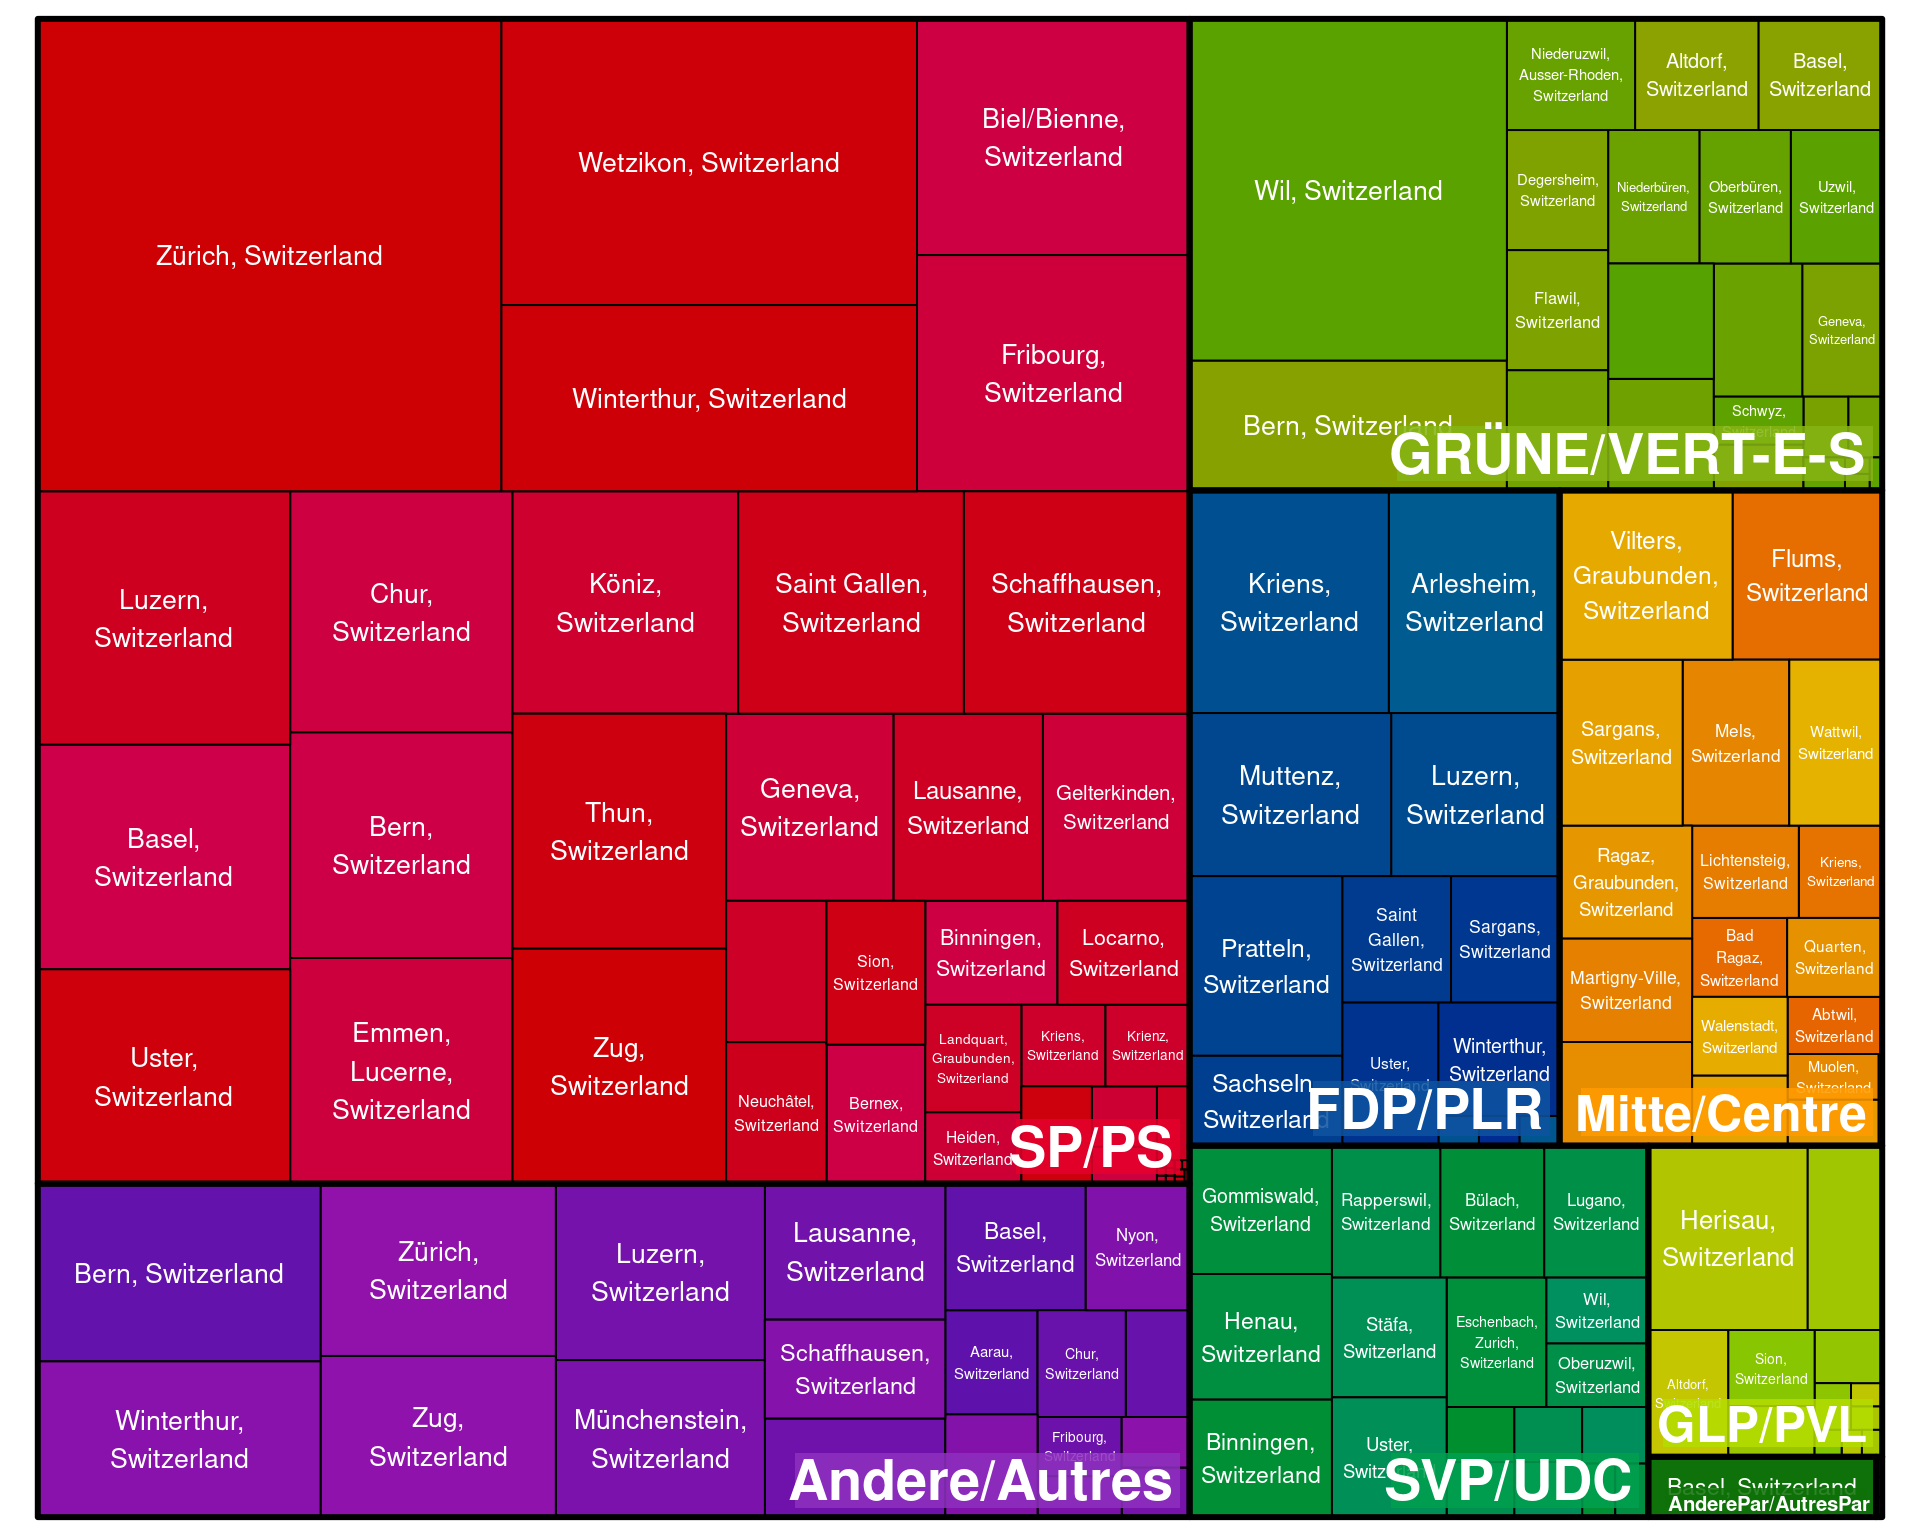 Zürich, Switzerland
Wetzikon, Switzerland
Winterthur, Switzerland
Biel/Bienne,
Switzerland
Fribourg,
Switzerland
Luzern,
Switzerland
Chur,
Switzerland
Köniz,
Switzerland
Saint Gallen,
Switzerland
Schaffhausen,
Switzerland
Basel,
Switzerland
Bern,
Switzerland
Thun,
Switzerland
Geneva,
Switzerland
Lausanne,
Switzerland
Gelterkinden,
Switzerland
Uster,
Switzerland
Emmen,
Lucerne,
Switzerland
Zug,
Switzerland
Sion,
Switzerland
Binningen,
Switzerland
Locarno,
Switzerland
Neuchâtel,
Switzerland
Bernex,
Switzerland
Landquart,
Graubunden,
Switzerland
Kriens,
Switzerland
Krienz,
Switzerland
Heiden,
Switzerland
SP/PS
Bern, Switzerland
Winterthur,
Switzerland
Zürich,
Switzerland
Zug,
Switzerland
Luzern,
Switzerland
Münchenstein,
Switzerland
Lausanne,
Switzerland
Schaffhausen,
Switzerland
Basel,
Switzerland
Nyon,
Switzerland
Aarau,
Switzerland
Chur,
Switzerland
Fribourg,
Switzerland
Andere/Autres
Wil, Switzerland
Bern, Switzerland
Niederuzwil,
Ausser-Rhoden,
Switzerland
Altdorf,
Switzerland
Basel,
Switzerland
Degersheim,
Switzerland
Niederbüren,
Switzerland
Oberbüren,
Switzerland
Uzwil,
Switzerland
Flawil,
Switzerland
Geneva,
Switzerland
Schwyz,
Switzerland
GRÜNE/VERT-E-S
Kriens,
Switzerland
Arlesheim,
Switzerland
Muttenz,
Switzerland
Luzern,
Switzerland
Pratteln,
Switzerland
Saint
Gallen,
Switzerland
Sargans,
Switzerland
Sachseln,
Switzerland
Uster,
Switzerland
Winterthur,
Switzerland
FDP/PLR
Vilters,
Graubunden,
Switzerland
Flums,
Switzerland
Sargans,
Switzerland
Mels,
Switzerland
Wattwil,
Switzerland
Ragaz,
Graubunden,
Switzerland
Lichtensteig,
Switzerland
Kriens,
Switzerland
Martigny-Ville,
Switzerland
Bad
Ragaz,
Switzerland
Quarten,
Switzerland
Walenstadt,
Switzerland
Abtwil,
Switzerland
Muolen,
Switzerland
Mitte/Centre
Gommiswald,
Switzerland
Rapperswil,
Switzerland
Bülach,
Switzerland
Lugano,
Switzerland
Henau,
Switzerland
Stäfa,
Switzerland
Eschenbach,
Zurich,
Switzerland
Wil,
Switzerland
Oberuzwil,
Switzerland
Binningen,
Switzerland
Uster,
Switzerland
SVP/UDC
Herisau,
Switzerland
Altdorf,
Switzerland
Sion,
Switzerland
GLP/PVL
Basel, Switzerland
AnderePar/AutresPar